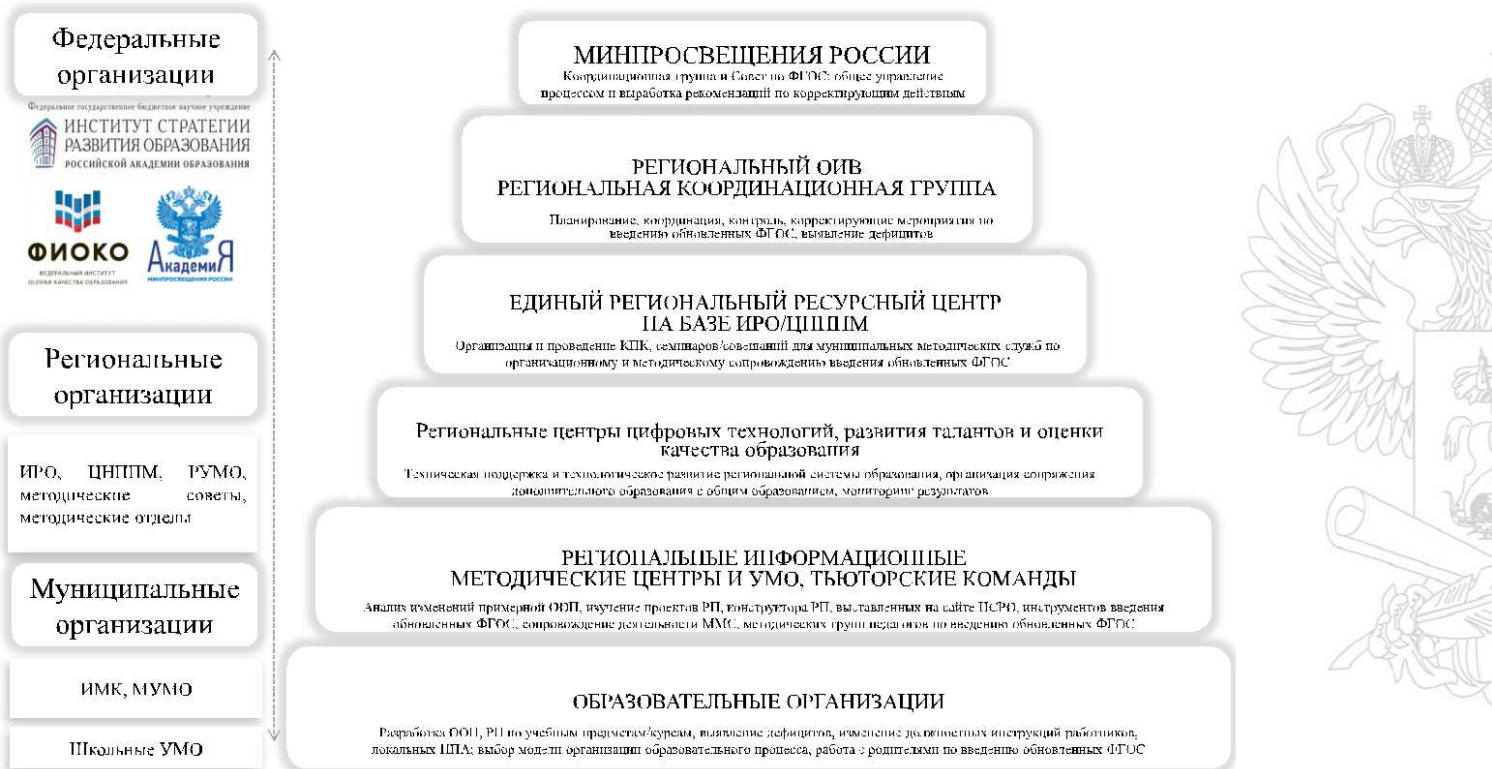 Федеральные
организации
Федеральное государственное бюджетное научное учреждение
ИНСТИТУТ СТРАТЕГИИ
РАЗВИТИЯ ОБРАЗОВАНИЯ
РОССИЙСКОЙ АКАДЕМИИ ОБРАЗОВАНИЯ
ФИОКО
ФЕДЕРАЛЬНЫЙ ИНСТИТУТ
ОЦЕНКИ КАЧЕСТВА ОБРАЗОВАНИЯ
АкадемиЯ
МИНПРОСВЕЩЕНИЯ РОССИИ
Региональные
организации
ИРО, ЦНППМ, РУМО,
методические советы,
методические отделы
Муниципальные
организации
ИМК, МУМО
Школьные УМО
МИНПРОСВЕЩЕНИЯ РОССИИ
Координационная группа и Совет по ФГОС: общее управление
процессом и выработка рекомендаций по корректирующим действиям
РЕГИОНАЛЬНЫЙ ОИВ
РЕГИОНАЛЬНАЯ КООРДИНАЦИОННАЯ ГРУППА
Планирование, координация, контроль, корректирующие мероприятия по
введению обновленных ФГОС, выявление дефицитов
ЕДИНЫЙ РЕГИОНАЛЬНЫЙ РЕСУРСНЫЙ ЦЕНТР
НА БАЗЕ ИРО/ЦНППМ
Организация и проведение КПК, семинаров/совещаний для муниципальных методических служб по
организационному и методическому сопровождению введения обновленных ФГОС
Региональные центры цифровых технологий, развития талантов и оценки
качества образования
Техническая поддержка и технологическое развитие региональной системы образования, организация сопряжения
дополнительного образования с общим образованием, мониторинг результатов
РЕГИОНАЛЬНЫЕ ИНФОРМАЦИОННЫЕ
МЕТОДИЧЕСКИЕ ЦЕНТРЫ И УМО, ТЬЮТОРСКИЕ КОМАНДЫ
Анализ изменений примерной ООП, изучение проектов РП, конструктора РП, выставленных на сайте ИСРО, инструментов введения
обновленных ФГОС, сопровождение деятельности ММС, методических групп педагогов по введению обновленных ФГОС
ОБРАЗОВАТЕЛЬНЫЕ ОРГАНИЗАЦИИ
Разработка ООП, РП по учебным предметам/курсам, выявление дефицитов, изменение должностных инструкций работников,
локальных НПА; выбор модели организации образовательного процесса, работа с родителями по введению обновленных ФГОС